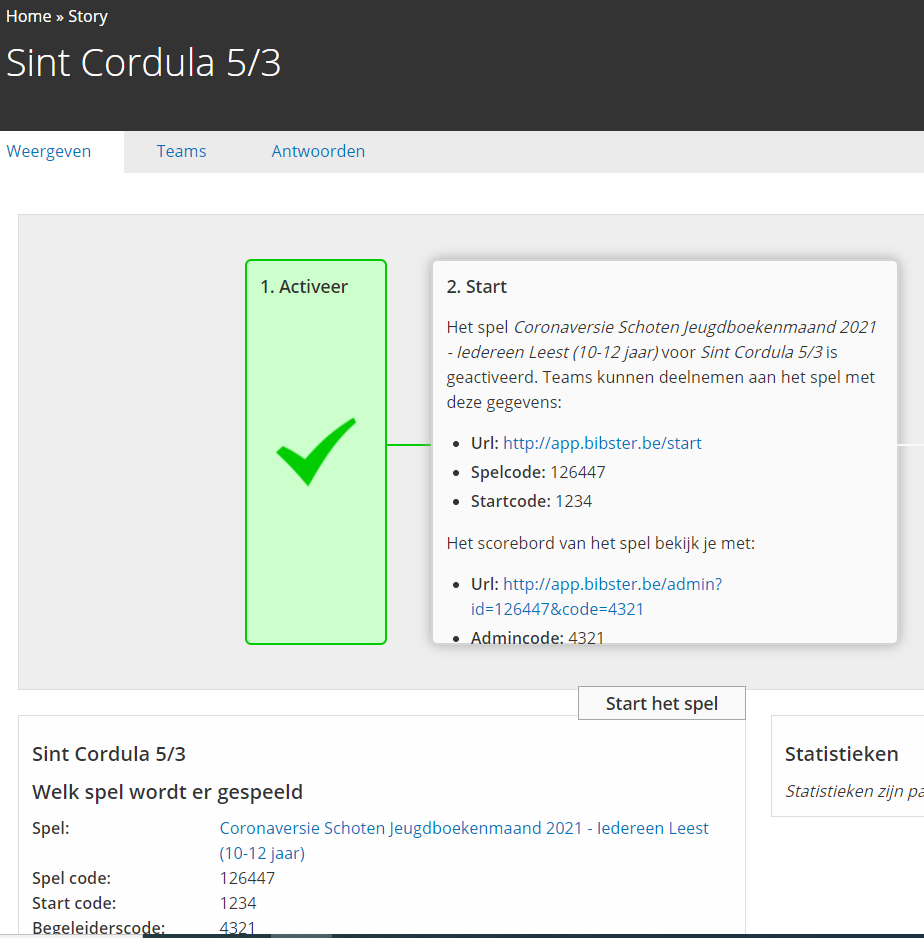 Home » Story
Sint Cordula 5/3
Weergeven
Teams
Antwoorden
1. Activeer
2. Start
Het spel Coronaversie Schoten Jeugdboekenmaand 2021
- Iedereen Leest (10-12 jaar) voor Sint Cordula 5/3 is
geactiveerd. Teams kunnen deelnemen aan het spel met
deze gegevens:
• Url: http://app.bibster.be/start
• Spelcode: 126447
• Startcode: 1234
Het scorebord van het spel bekijk je met:
• Url: http://app.bibster.be/admin?
id=126447&code=4321
• Admincode: 4321
Start het spel
Sint Cordula 5/3
Welk spel wordt er gespeeld
Spel:
Coronaversie Schoten Jeugdboekenmaand 2021 - Iedereen Leest
(10-12 jaar)
Spel code:
126447
Start code:
1234
Begeleiderscode:
4321
Statistieken
Statistieken zijn pa